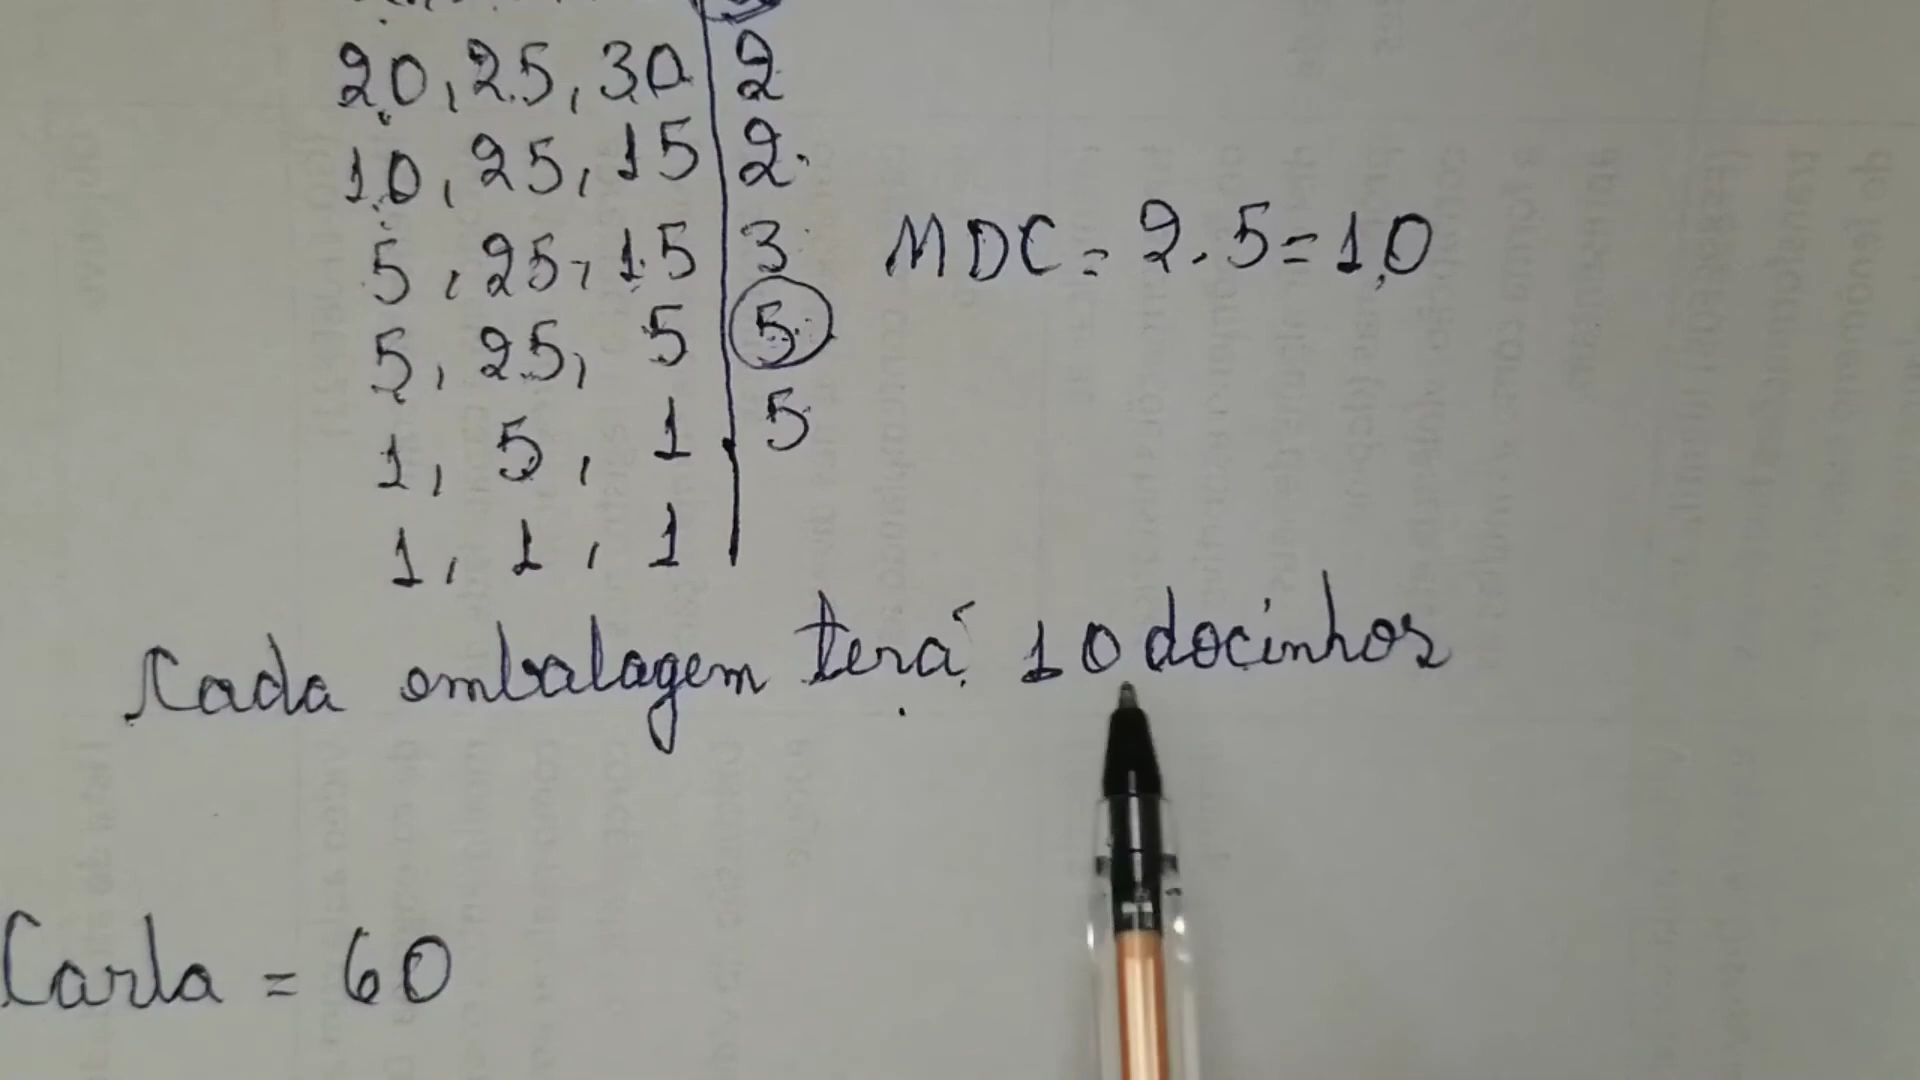 20, 25, 30 | 2
10, 25, 15 | 2
5, 25, 15 | 3 MDC = 2.5=10
5, 25, 5 | 5
1, 5, 1 | 5
1, 1, 1 |
Cada embalagem terá 10 docinhos
Carla = 60